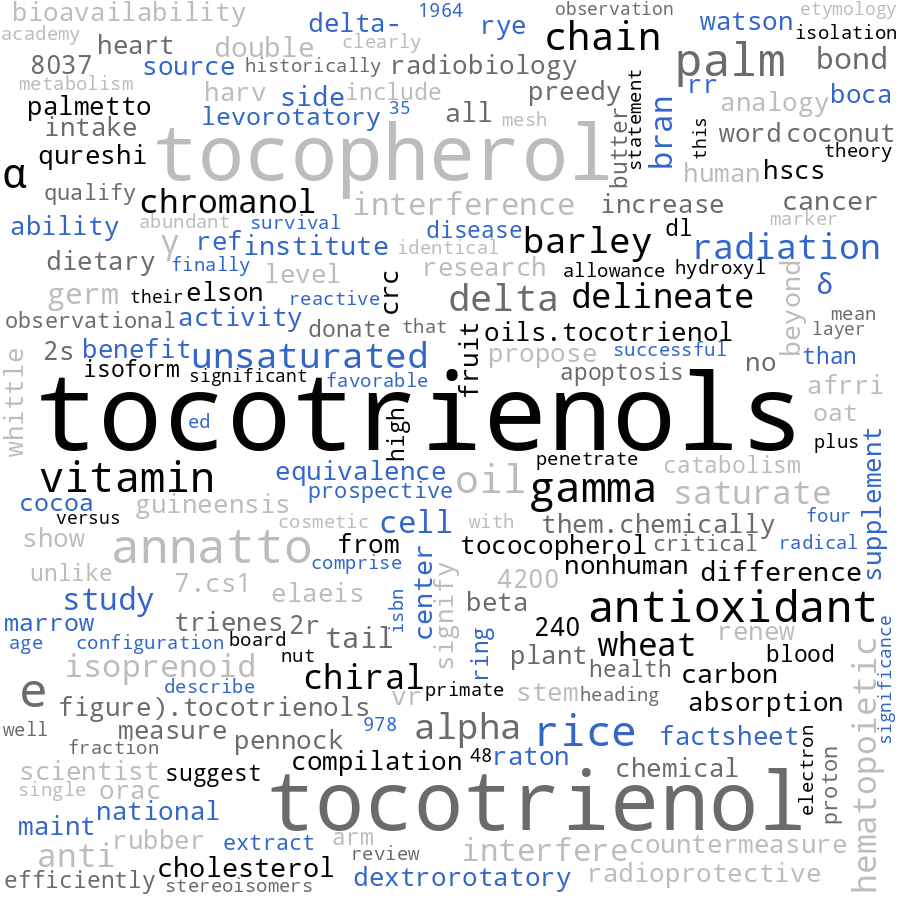 bioavailability
delta-
1964
rye
observation
etymology
academy
heart
double
clearly
chain
watson
isolation
8037
source
historically
radiobiology
palm
bond
metabolism
harv
side
include
preedy
rr
analogy
boca
palmetto
levorotatory
35
all
mesh
butter
statement
bran
this
word
coconut
intake
qureshi
tocopherol
human
hscs
theory
α
qualify
chromanol
interference
increase
cancer
ability
abundant
survival
disease
dl
marker
γ
ref
institute
identical
barley
radiation
dietary
finally
level
crc
research
allowance
hydroxyl
beyond
δ
germ
their
elson
reactive
delta
delineate
mean
observational
activity
donate
that
fruit
oils.tocotrienol
layer
whittle
2s
benefit
unsaturated
propose
successful
no
than
isoform
significant
favorable
apoptosis
afrri
tocotrienols
ed
high
oat
plus
vitamin
equivalence
oil
penetrate
catabolism
supplement
cocoa
guineensis
prospective
gamma
saturate
versus
cosmetic
cell
with
them.chemically
four
show
annatto
from
tococopherol
critical
radical
comprise
center
signify
nonhuman
difference
unlike
7.cs1
elaeis
isbn
4200
study
beta
antioxidant
marrow
trienes
2r
tail
ring
240
renew
significance
age
configuration
board
wheat
nut
plant
blood
hematopoietic
isoprenoid
chiral
health
carbon
e
describe
vr
primate
stem
heading
absorption
figure).tocotrienols
well
measure
978
alpha
rice
factsheet
fraction
pennock
electron
proton
scientist
suggest
compilation
48
raton
chemical
single
orac
tocotrienol
national
maint
rubber
extract
arm
anti
review
interfere
countermeasure
cholesterol
efficiently
stereoisomers
dextrorotatory
radioprotective